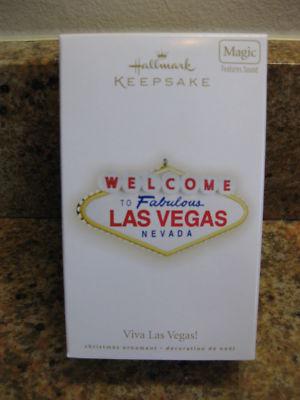 Hallmark
KEEPSAKE
Magic
Features Sound
WELCOME
TO Fabulous
LAS VEGAS
NEVADA
Viva Las Vegas!
christmas ornament • décoration de noël